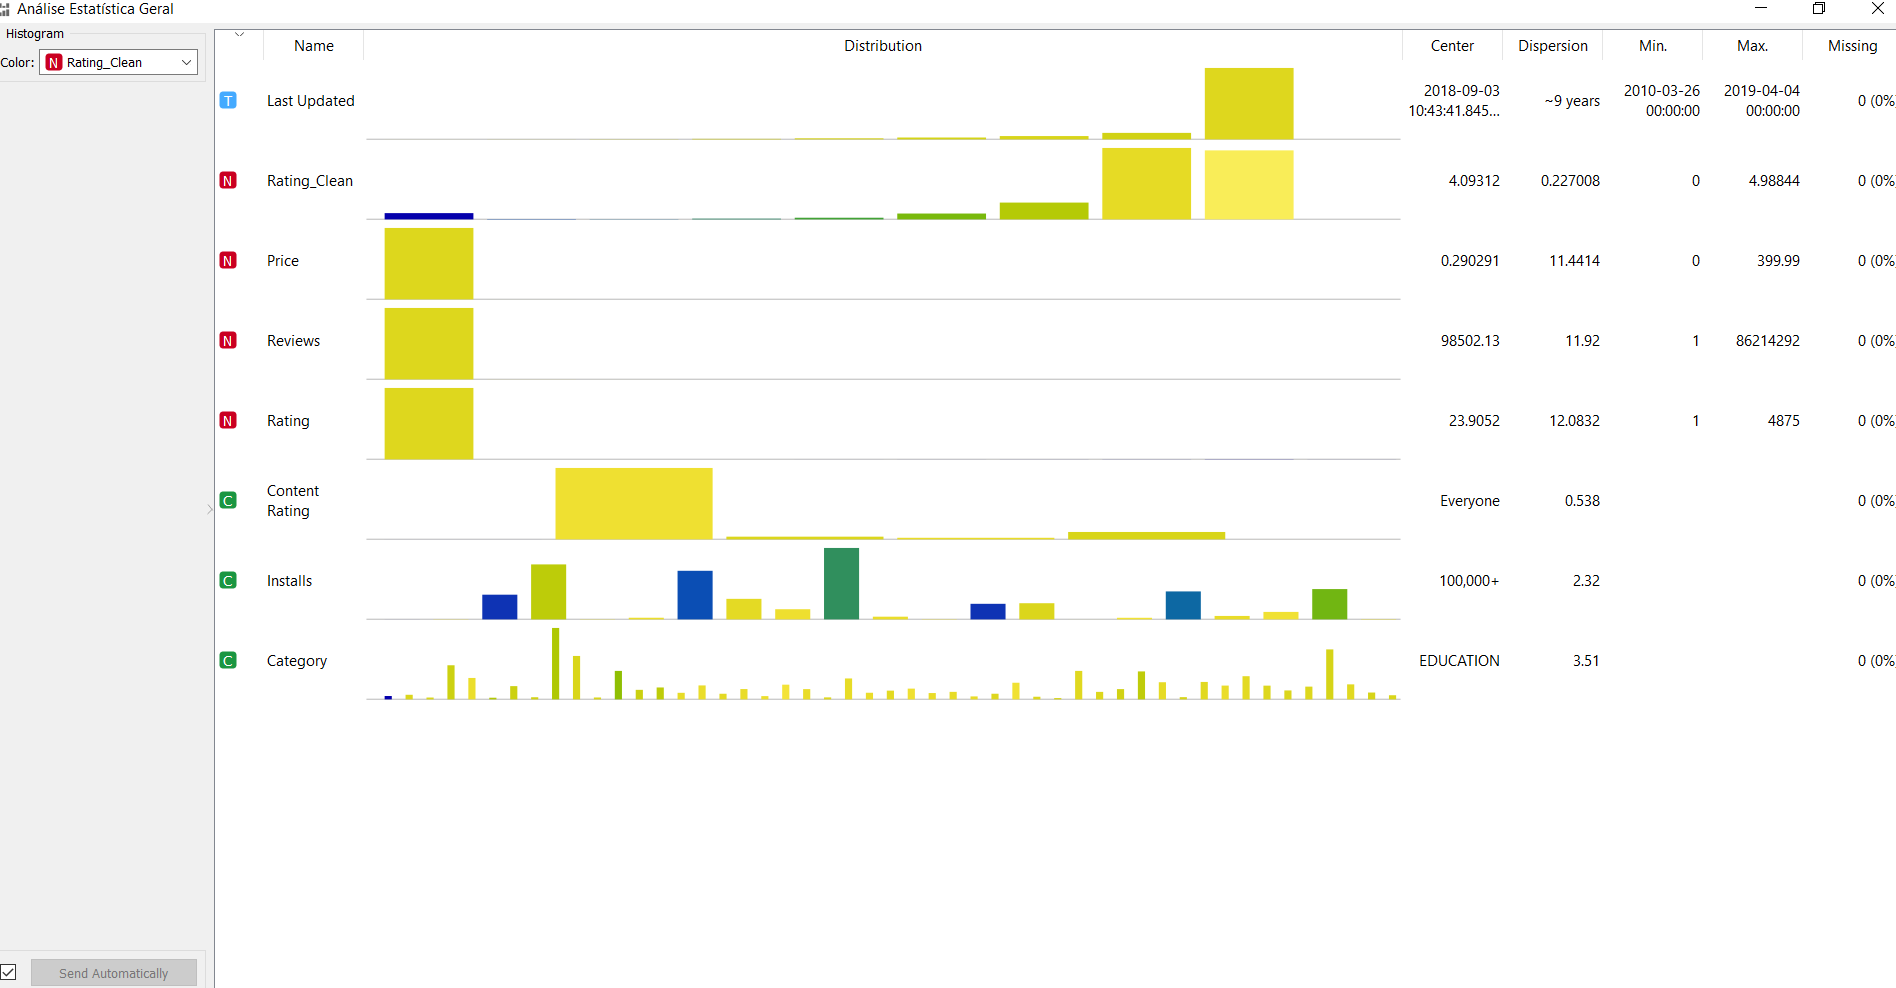 Análise Estatística Geral
Histogram
Color: N Rating_Clean
Name Distribution Center Dispersion Min. Max. Missing
T Last Updated 2018-09-03 10:43:41.845... ~9 years 2010-03-26 00:00:00 2019-04-04 00:00:00 0 (0%)
N Rating_Clean 4.09312 0.227008 0 4.98844 0 (0%)
N Price 0.290291 11.4414 0 399.99 0 (0%)
N Reviews 98502.13 11.92 1 86214292 0 (0%)
N Rating 23.9052 12.0832 1 4875 0 (0%)
C Content Rating Everyone 0.538 0 (0%)
C Installs 100,000+ 2.32 0 (0%)
C Category EDUCATION 3.51 0 (0%)
Send Automatically